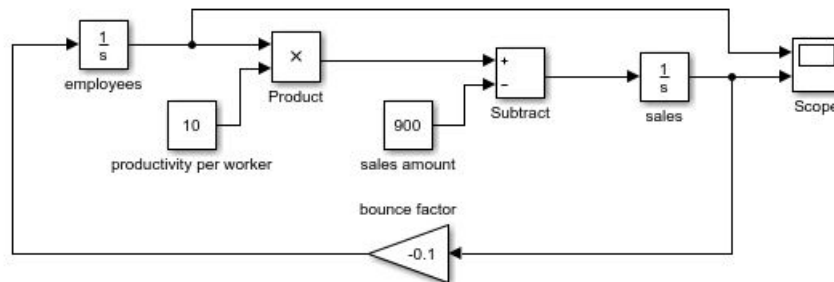 1
s
employees
×
Product
10
productivity per worker
900
sales amount
+
−
Subtract
1
s
sales
Scope
bounce factor
-0.1